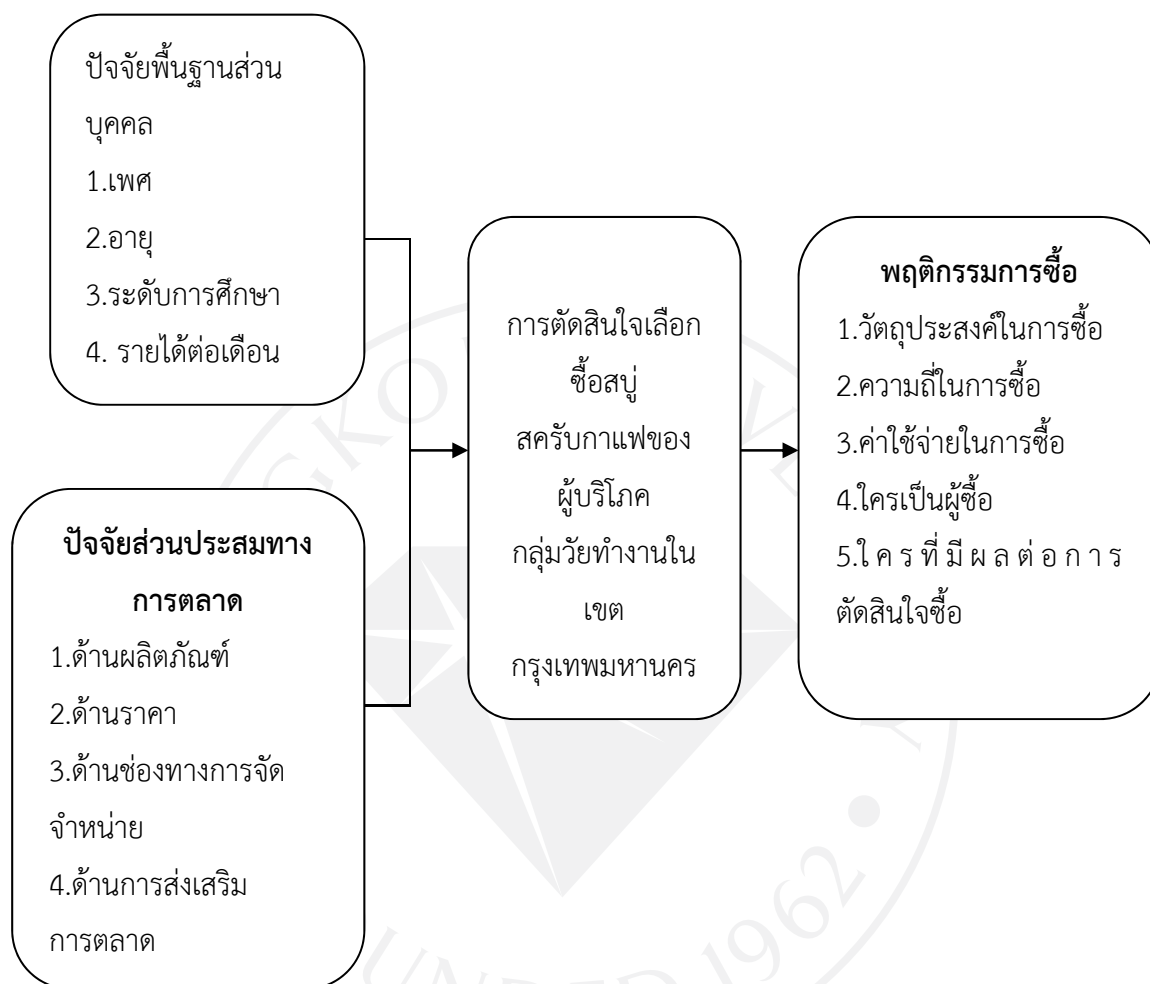 ปัจจัยพื้นฐานส่วน
บุคคล
1.เพศ
2.อายุ
3.ระดับการศึกษา
4. รายได้ต่อเดือน
ปัจจัยส่วนประสมทาง
การตลาด
1.ด้านผลิตภัณฑ์
2.ด้านราคา
3.ด้านช่องทางการจัด
จำหน่าย
4.ด้านการส่งเสริม
การตลาด
การตัดสินใจเลือก
ซื้อสบู่
สครับกาแฟของ
ผู้บริโภค
กลุ่มวัยทำงานใน
เขต
กรุงเทพมหานคร
พฤติกรรมการซื้อ
1.วัตถุประสงค์ในการซื้อ
2.ความถี่ในการซื้อ
3.ค่าใช้จ่ายในการซื้อ
4.ใครเป็นผู้ซื้อ
5.ใ ค ร ที่ มี ผ ล ต่ อ ก า ร
ตัดสินใจซื้อ
1962